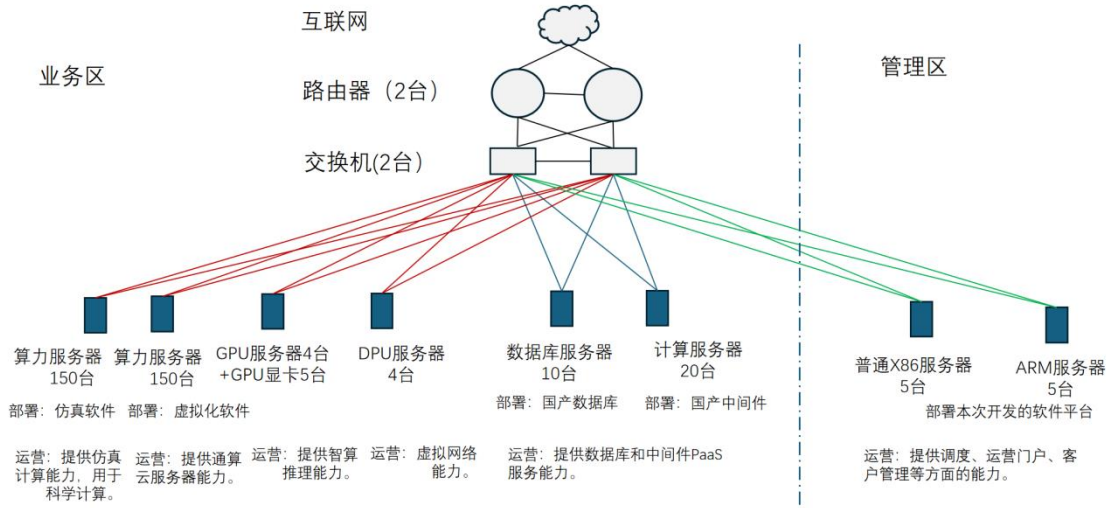 互联网
业务区
管理区
路由器（2台）
交换机(2台）
算力服务器
150台
算力服务器
150台
GPU服务器4台
+GPU显卡5台
DPU服务器
4台
数据库服务器
10台
计算服务器
20台
普通X86服务器
5台
ARM服务器
5台
部署：仿真软件
部署：虚拟化软件
部署：国产数据库
部署：国产中间件
部署本次开发的软件平台
运营：提供仿真
计算能力，用于
科学计算。
运营：提供通算
云服务器能力。
运营：提供智算
推理能力。
运营：虚拟网络
能力。
运营：提供数据库和中间件PaaS
服务能力。
运营：提供调度、运营门户、客
户管理等方面的能力。